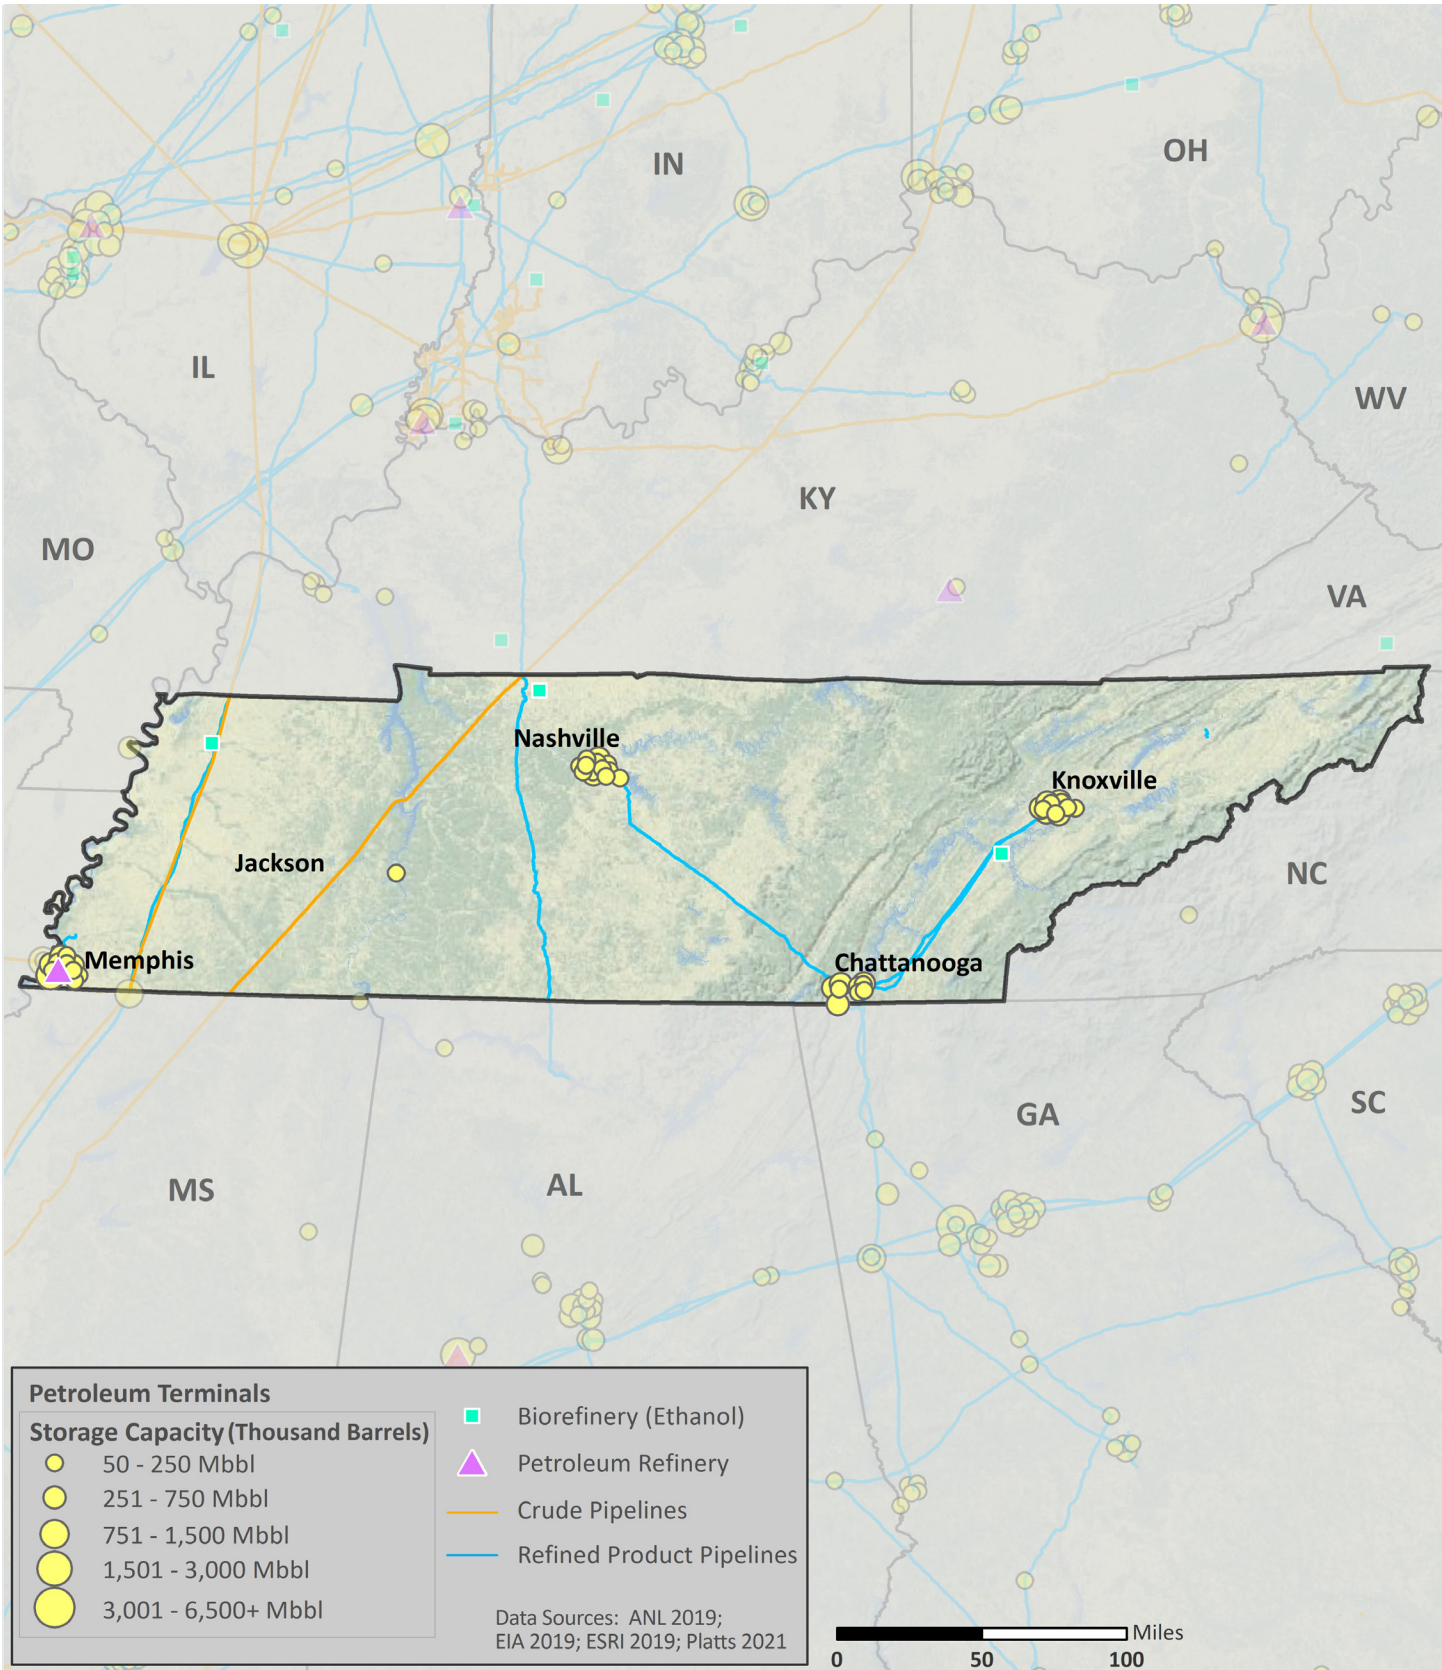 IN
OH
IL
WV
KY
MO
VA
Nashville
Knoxville
Jackson
NC
Memphis
Chattanooga
SC
GA
MS
AL
Petroleum Terminals
Storage Capacity (Thousand Barrels)
50 - 250 Mbbl
251 - 750 Mbbl
751 - 1,500 Mbbl
1,501 - 3,000 Mbbl
3,001 - 6,500+ Mbbl
Biorefinery (Ethanol)
Petroleum Refinery
Crude Pipelines
Refined Product Pipelines
Data Sources: ANL 2019;
EIA 2019; ESRI 2019; Platts 2021
Miles
0 50 100